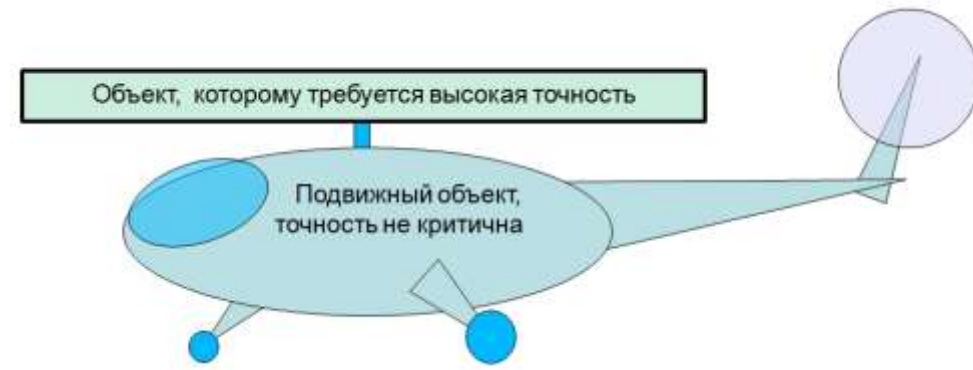 Объект, которому требуется высокая точность
Подвижный объект,
точность не критична